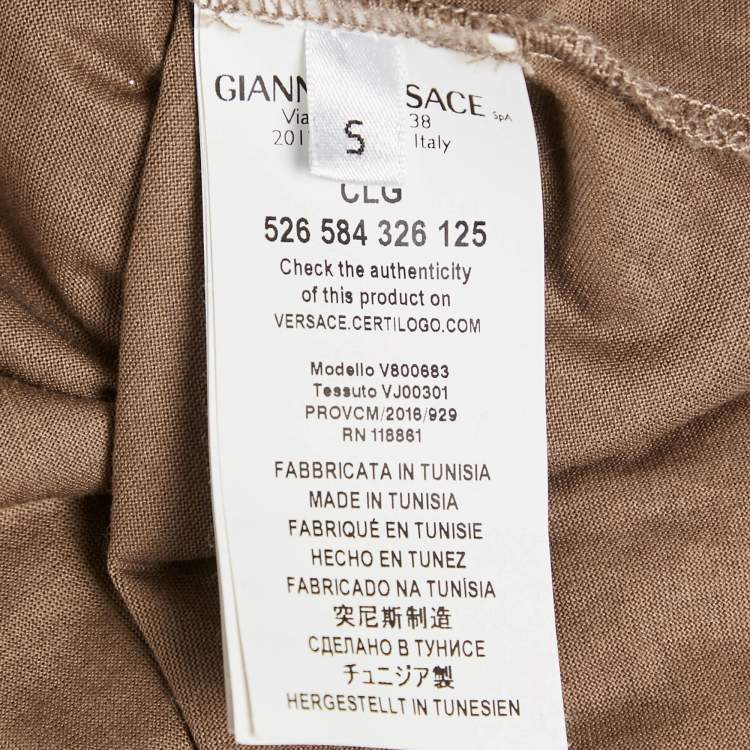 GIANN SACE SpA
Via 38
201 Italy
S
CLG
526 584 326 125
Check the authenticity
of this product on
VERSACE.CERTILOGO.COM
Modello V800683
Tessuto VJ00301
PROVCM/2016/929
RN 118861
FABBRICATA IN TUNISIA
MADE IN TUNISIA
FABRIQUÉ EN TUNISIE
HECHO EN TUNEZ
FABRICADO NA TUNÍSIA
突尼斯制造
СДЕЛАНО В ТУНИСЕ
チュニジア製
HERGESTELLT IN TUNESIEN